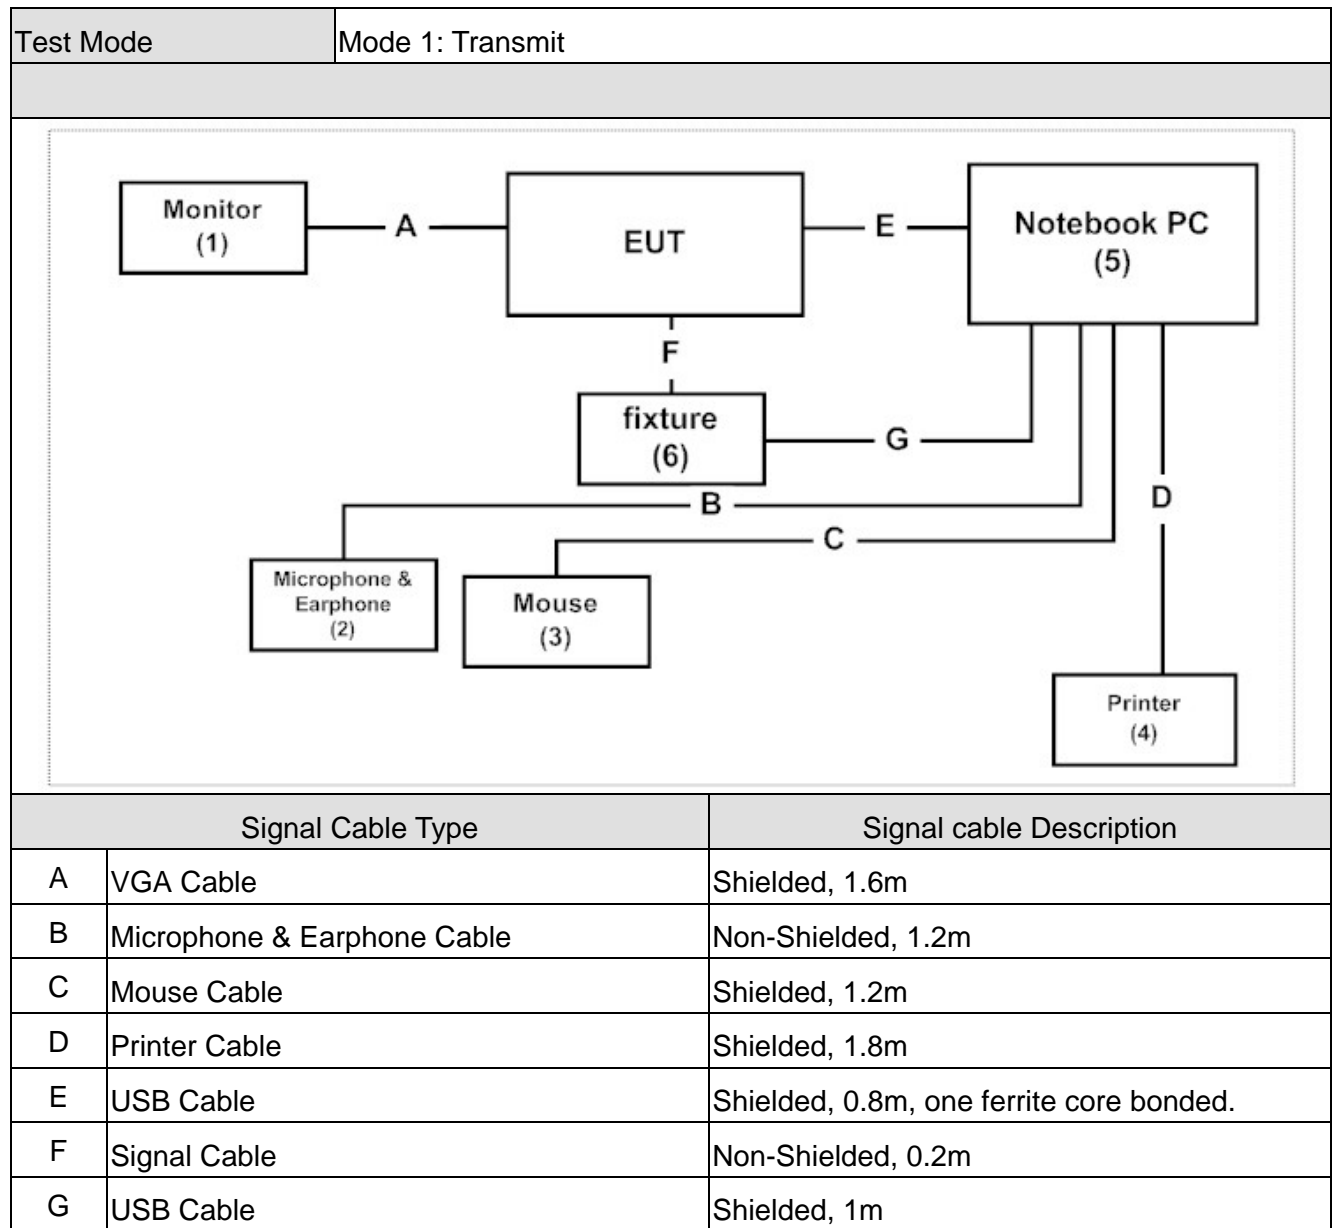 Test Mode Mode 1: Transmit
Monitor
(1)
A
EUT
E
Notebook PC
(5)
F
fixture
(6)
G
B
C
D
Microphone &
Earphone
(2)
Mouse
(3)
Printer
(4)
Signal Cable Type Signal cable Description
A VGA Cable Shielded, 1.6m
B Microphone & Earphone Cable Non-Shielded, 1.2m
C Mouse Cable Shielded, 1.2m
D Printer Cable Shielded, 1.8m
E USB Cable Shielded, 0.8m, one ferrite core bonded.
F Signal Cable Non-Shielded, 0.2m
G USB Cable Shielded, 1m